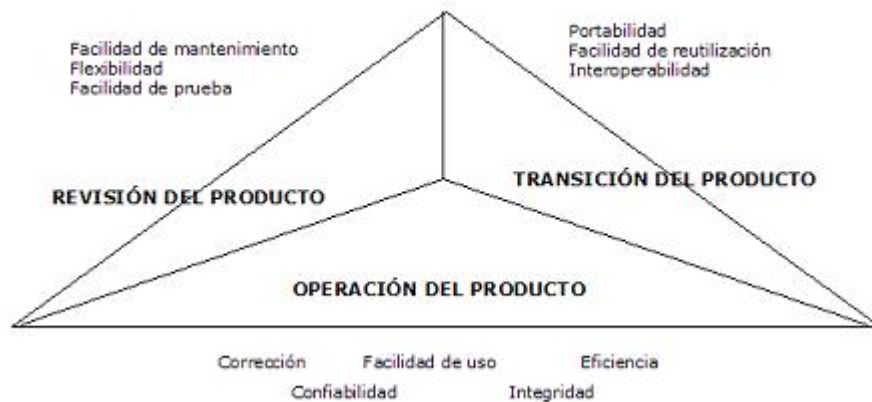 Facilidad de mantenimiento
Flexibilidad
Facilidad de prueba
Portabilidad
Facilidad de reutilización
Interoperabilidad
REVISIÓN DEL PRODUCTO
TRANSICIÓN DEL PRODUCTO
OPERACIÓN DEL PRODUCTO
Corrección Facilidad de uso Eficiencia
Confiabilidad Integridad